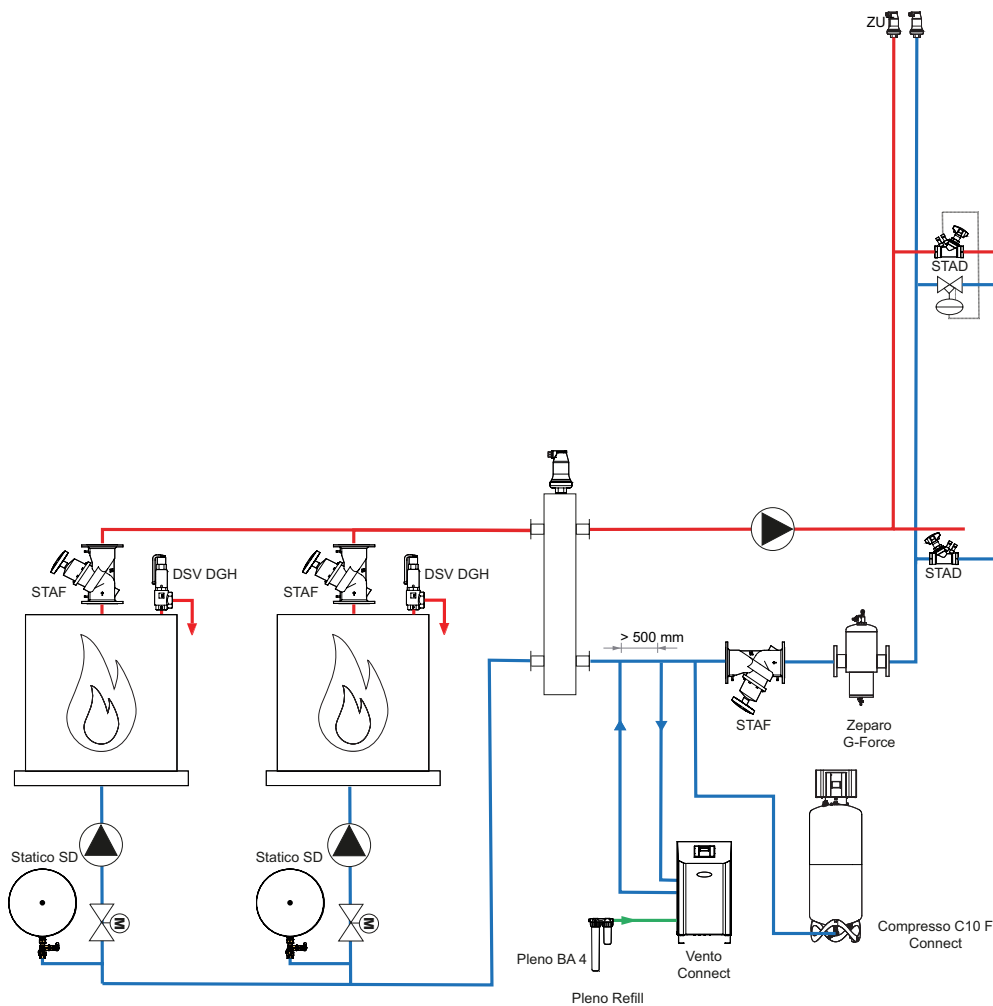 ZU
STAD
STAD
STAF
DSV DGH
STAF
DSV DGH
> 500 mm
STAF
Zeparo
G-Force
Statico SD
M
Statico SD
M
Pleno BA 4
Pleno Refill
Vento
Connect
Compresso C10 F
Connect